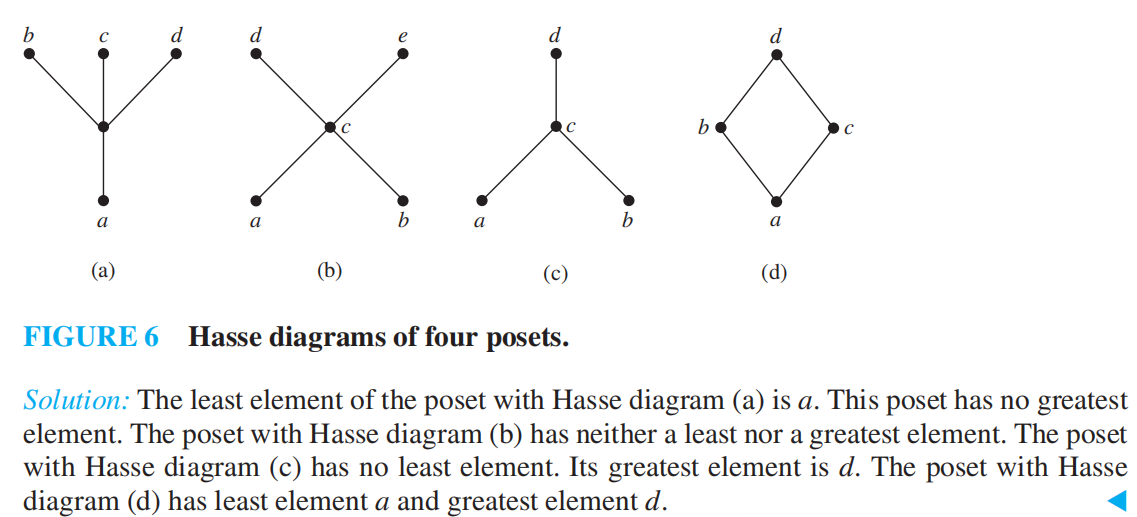 b c d d e d d
c c b c
a a b a b a
(a) (b) (c) (d)
FIGURE 6 Hasse diagrams of four posets.
Solution: The least element of the poset with Hasse diagram (a) is a. This poset has no greatest
element. The poset with Hasse diagram (b) has neither a least nor a greatest element. The poset
with Hasse diagram (c) has no least element. Its greatest element is d. The poset with Hasse
diagram (d) has least element a and greatest element d.